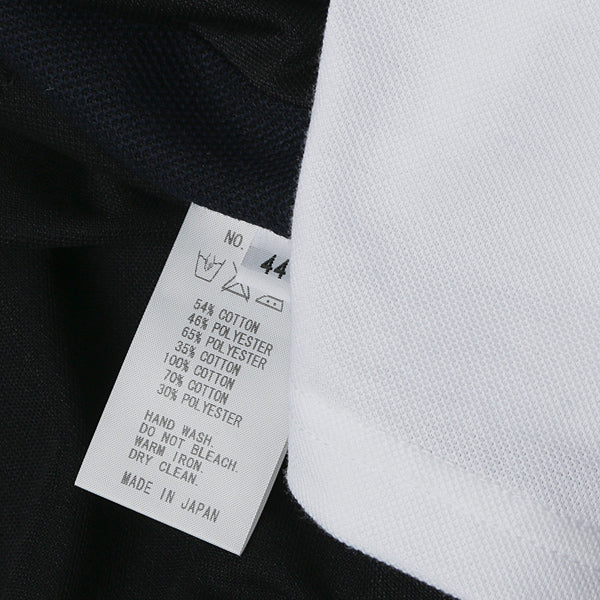 NO. 44
54% COTTON
46% POLYESTER
65% POLYESTER
35% COTTON
100% COTTON
70% COTTON
30% POLYESTER
HAND WASH.
DO NOT BLEACH.
WARM IRON.
DRY CLEAN.
MADE IN JAPAN